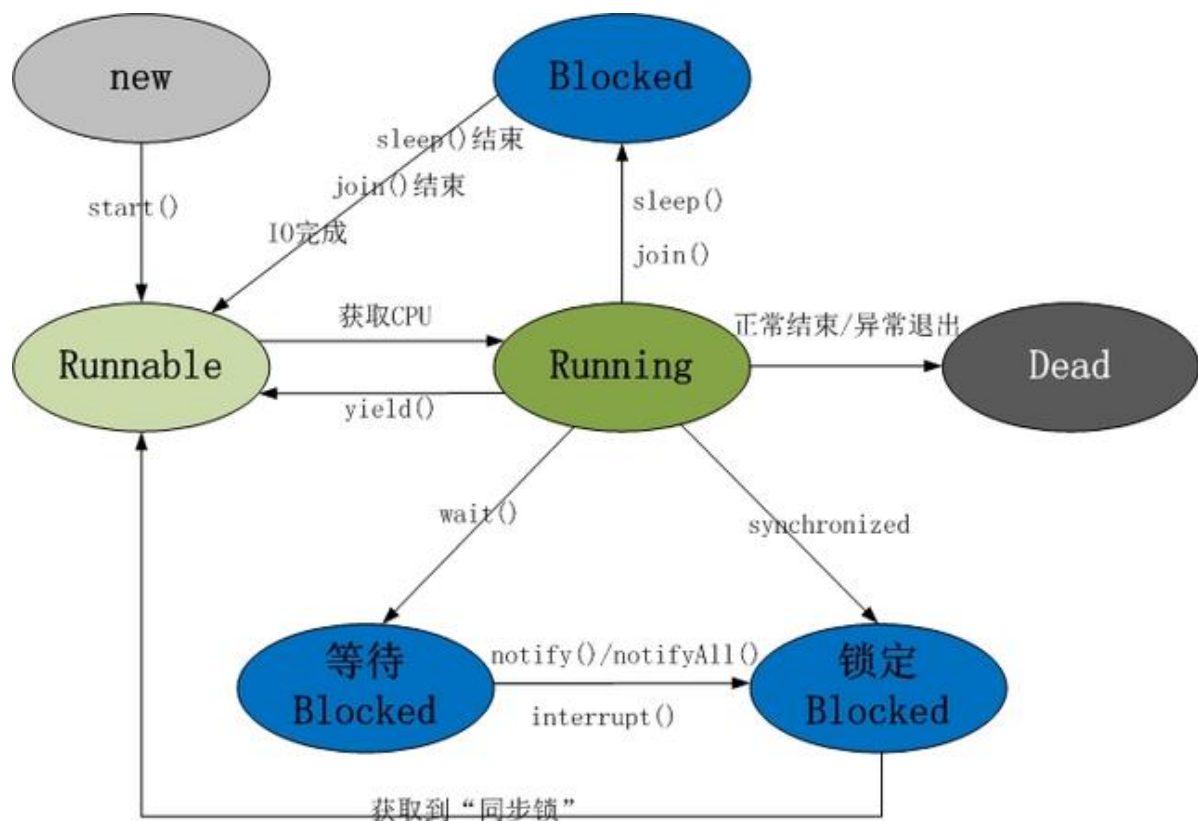 new
Blocked
sleep()结束
join()结束
IO完成
start()
sleep()
join()
获取CPU
正常结束/异常退出
Runnable
Running
Dead
yield()
wait()
synchronized
等待
Blocked
notify()/notifyAll()
interrupt()
锁定
Blocked
获取到“同步锁”